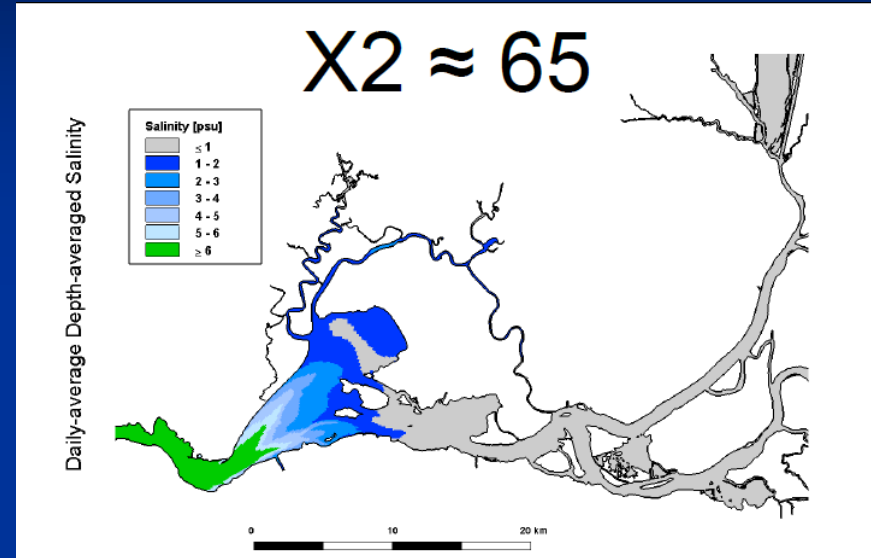 X2 ≈ 65
Daily-average Depth-averaged Salinity
Salinity [psu]
≤ 1
1 - 2
2 - 3
3 - 4
4 - 5
5 - 6
≥ 6
0 10 20 km